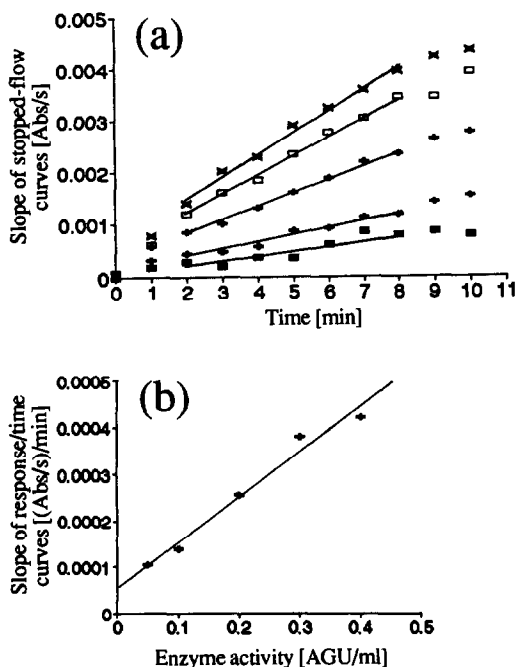 (a)
Slope of stopped-flow
curves [Abs/s]
0.005
0.004
0.003
0.002
0.001
0
0 1 2 3 4 5 6 7 8 9 10 11
Time [min]
(b)
Slope of response/time
curves [(Abs/s)/min]
0.0005
0.0004
0.0003
0.0002
0.0001
0
0 0.1 0.2 0.3 0.4 0.5
Enzyme activity [AGU/ml]